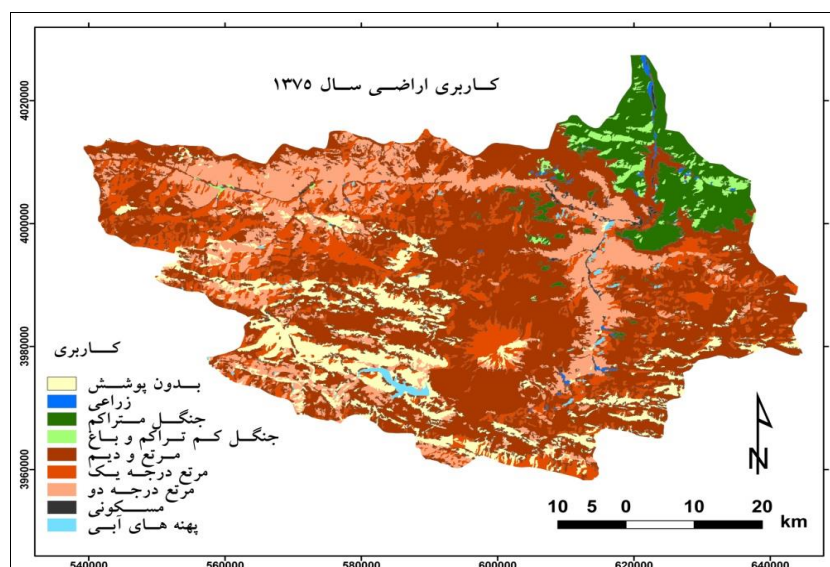 کاربری اراضی سال ۱۳۷۵
4020000
4000000
3980000
3960000
کاربری
بدون پوشش
زراعی
جنگل متراکم
جنگل کم تراکم و باغ
مرتع و دیم
مرتع درجه یک
مرتع درجه دو
مسکونی
پهنه های آبی
N
10 5 0 10 20
km
540000 560000 580000 600000 620000 640000